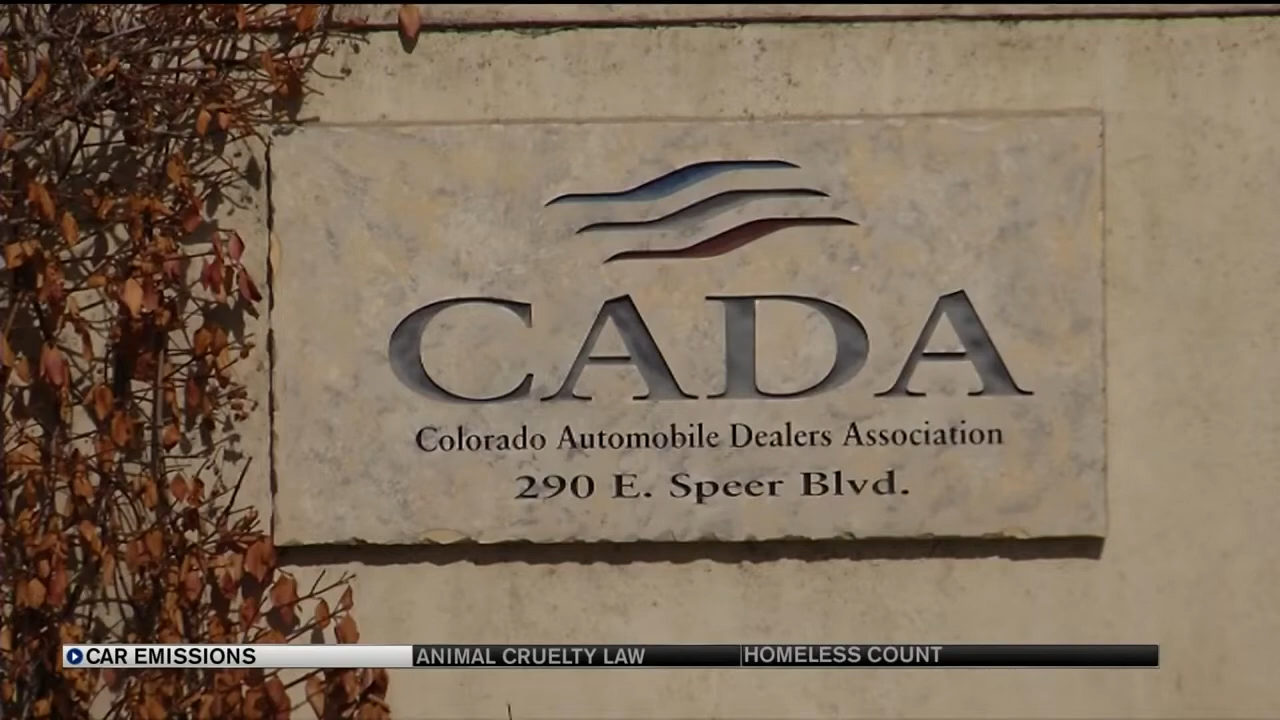 CADA
Colorado Automobile Dealers Association
290 E. Speer Blvd.
CAR EMISSIONS
ANIMAL CRUELTY LAW
HOMELESS COUNT